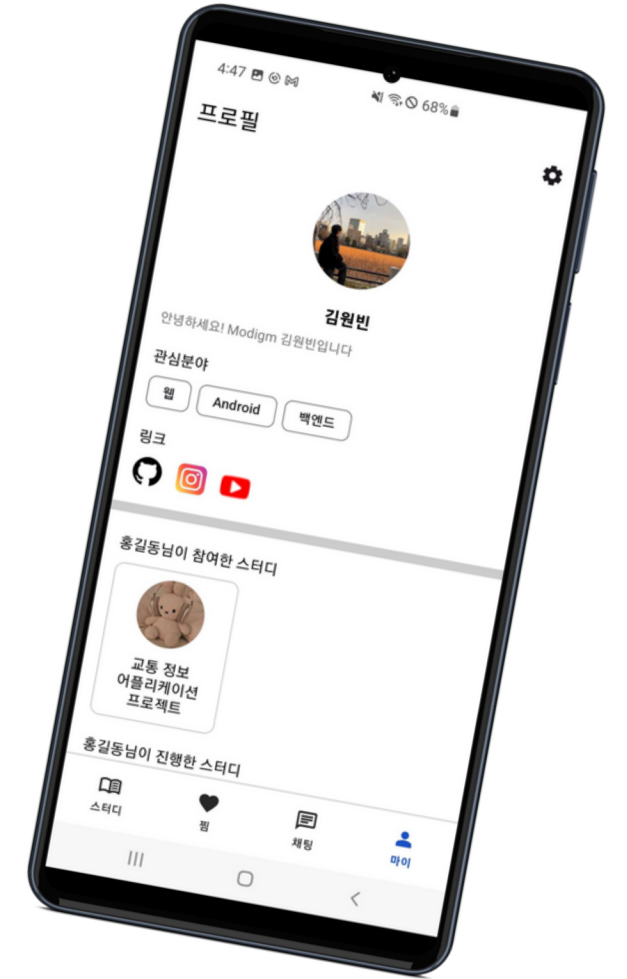 4:47
68%
프로필
김원빈
안녕하세요! Modigm 김원빈입니다
관심분야
웹 Android 백엔드
링크
홍길동님이 참여한 스터디
교통 정보
어플리케이션
프로젝트
홍길동님이 진행한 스터디
스터디 찜 채팅 마이